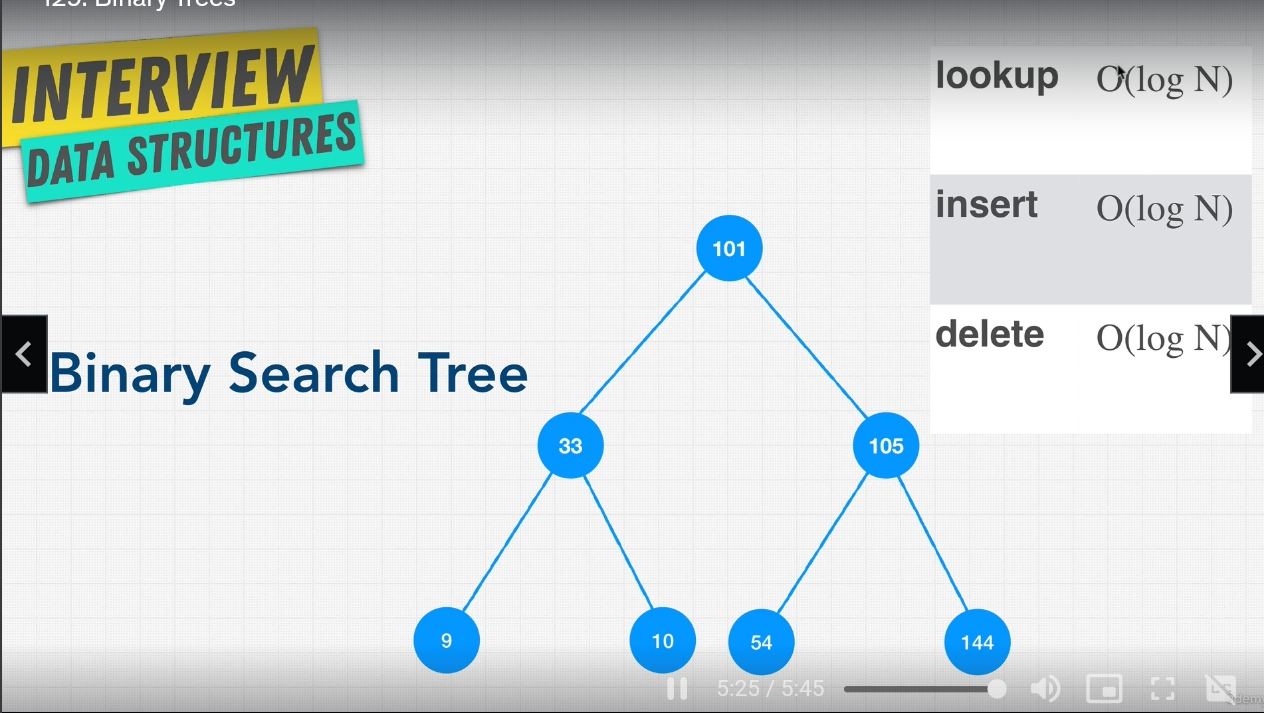 125. Binary Trees
INTERVIEW
DATA STRUCTURES
lookup O(log N)
insert O(log N)
delete O(log N)
Binary Search Tree
101
33 105
9 10 54 144
5:25 / 5:45